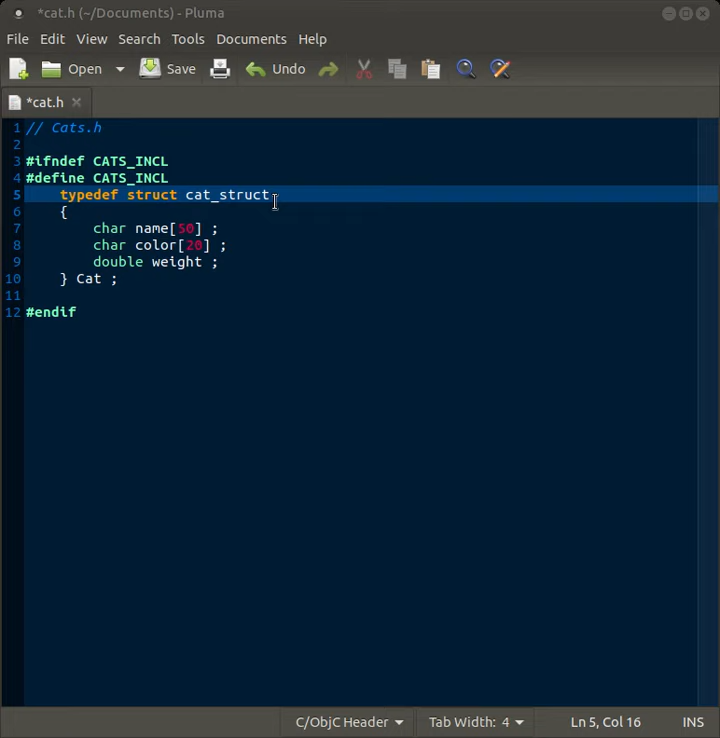 *cat.h (~/Documents) - Pluma
File Edit View Search Tools Documents Help
Open Save Undo
*cat.h
1 // Cats.h
2
3 #ifndef CATS_INCL
4 #define CATS_INCL
5     typedef struct cat_struct
6     {
7         char name[50] ;
8         char color[20] ;
9         double weight ;
10     } Cat ;
11
12 #endif
C/ObjC Header Tab Width: 4 Ln 5, Col 16 INS